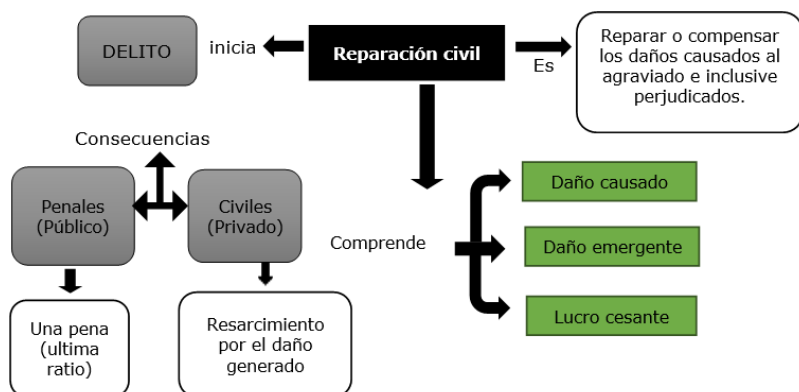 DELITO
inicia
Reparación civil
Es
Reparar o compensar
los daños causados al
agraviado e inclusive
perjudicados.
Consecuencias
Penales
(Público)
Civiles
(Privado)
Comprende
Daño causado
Daño emergente
Lucro cesante
Una pena
(ultima
ratio)
Resarcimiento
por el daño
generado